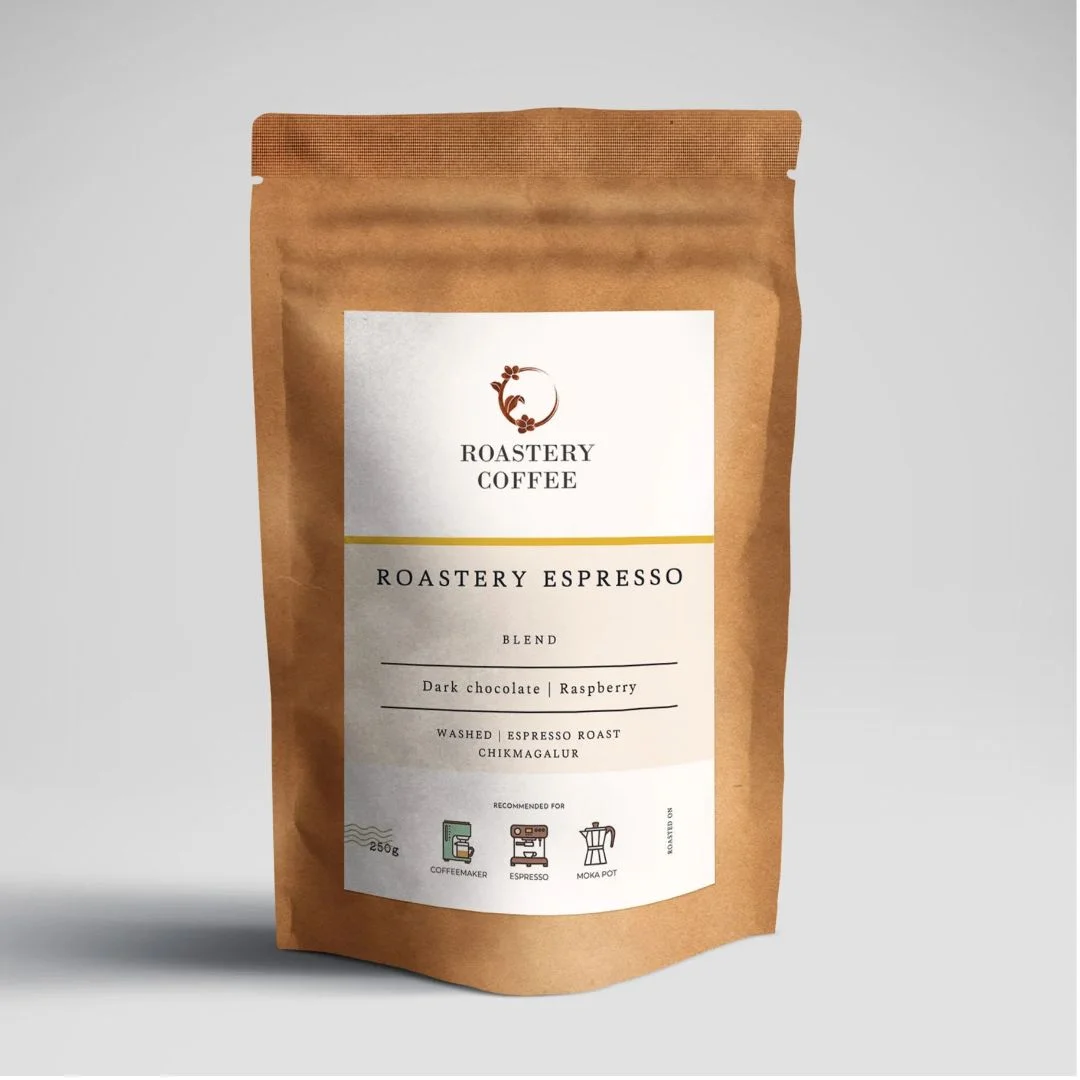 ROASTERY
COFFEE
ROASTERY ESPRESSO
BLEND
Dark chocolate | Raspberry
WASHED | ESPRESSO ROAST
CHIKMAGALUR
RECOMMENDED FOR
250g
COFFEEMAKER
ESPRESSO
MOKA POT
ROASTED ON